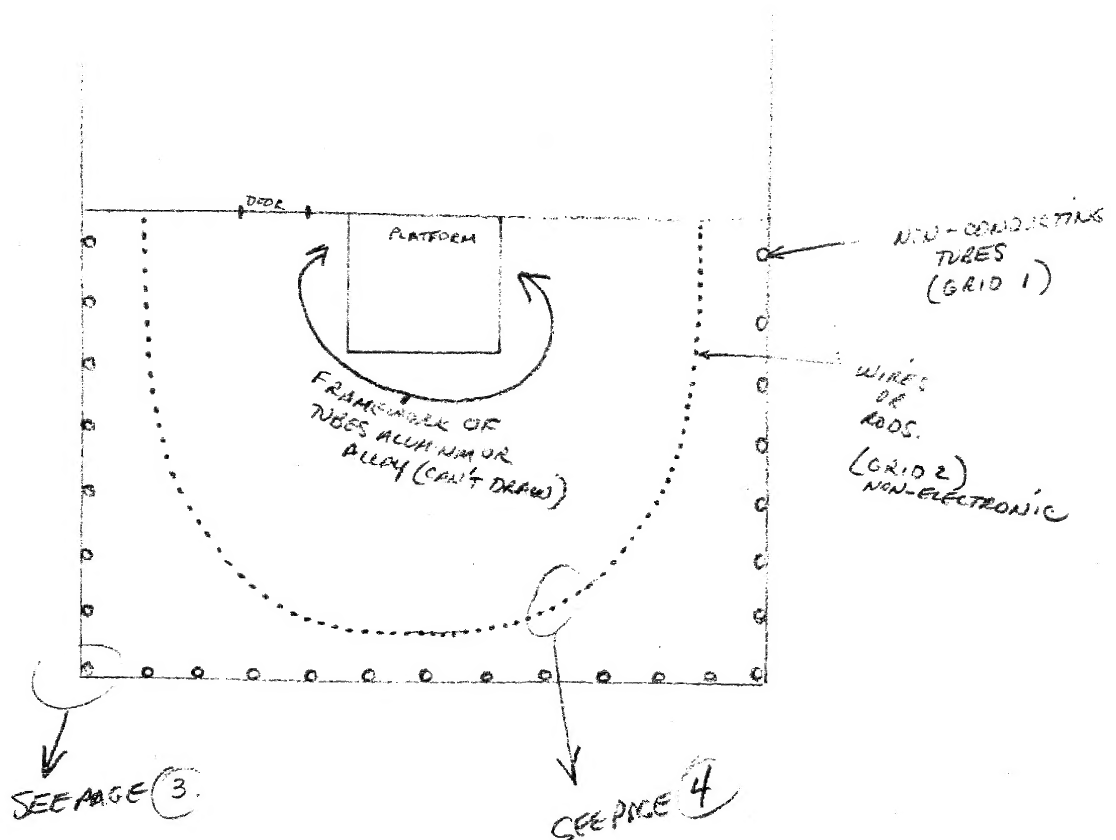 DOOR
PLATFORM
NON-CONDUCTING
TUBES
(GRID 1)
WIRES
OR
RODS.
(GRID 2)
NON-ELECTRONIC
FRAMEWORK OF
TUBES ALUMINUM OR
ALLOY (CAN'T DRAW)
SEE PAGE 3.
SEE PAGE 4